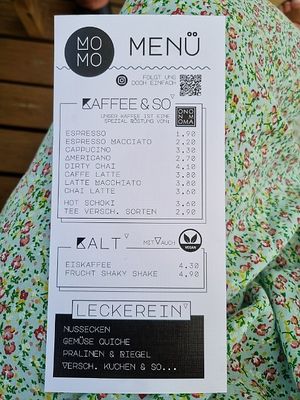 MO
MO
MENÜ
FOLGT UNS
DOCH EINFACH
KAFFEE & SO
UNSER KAFFEE IST EINE
SPEZIAL RÖSTUNG VON:
ESPRESSO 1.90
ESPRESSO MACCIATO 2.20
CAPPUCINO 3.30
AMERICANO 2.70
DIRTY CHAI 4.10
CAFFE LATTE 3.80
LATTE MACCHIATO 3.80
CHAI LATTE 3.60
HOT SCHOKI 3.60
TEE VERSCH. SORTEN 2.90
KALT
MIT AUCH
VEGAN
EISKAFFEE 4.30
FRUCHT SHAKY SHAKE 4.90
LECKEREIN
NUSSECKEN
GEMÜSE QUICHE
PRALINEN & RIEGEL
VERSCH. KUCHEN & SO...